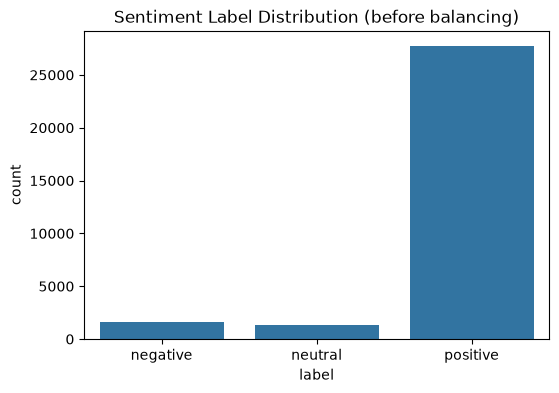 Sentiment Label Distribution (before balancing)
25000
20000
15000
10000
5000
0
count
negative neutral positive
label